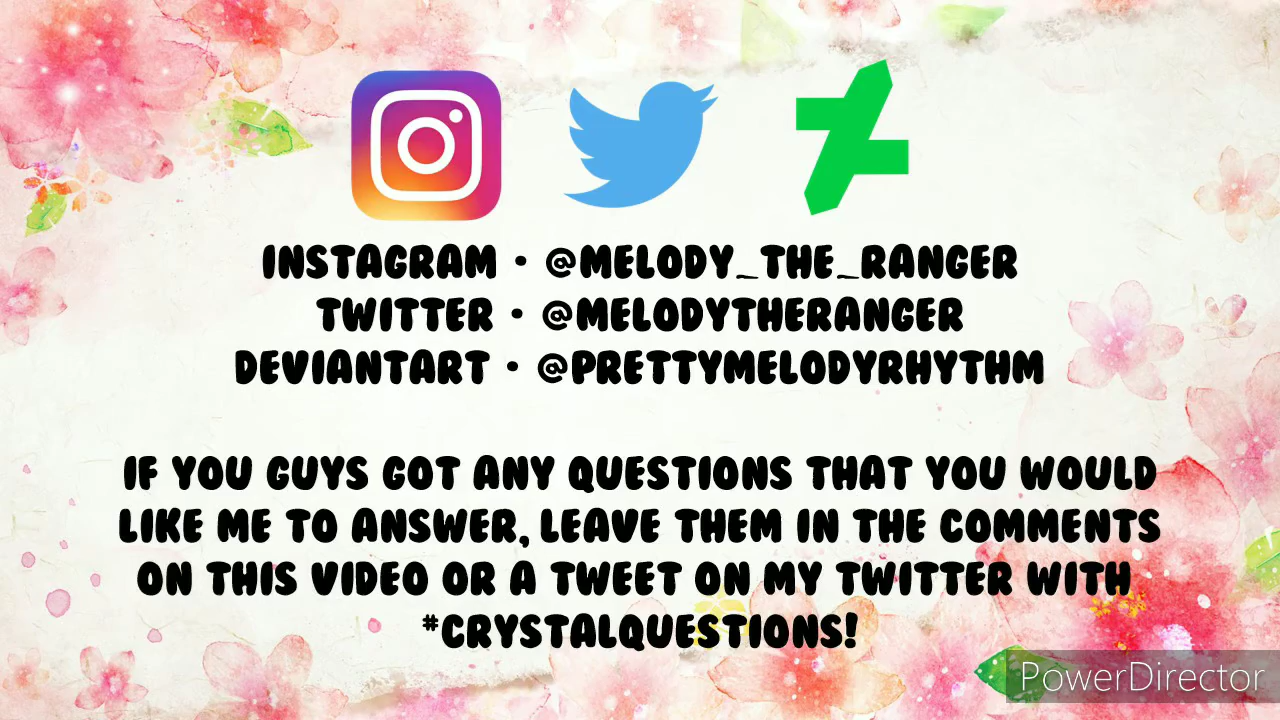 INSTAGRAM • @MELODY_THE_RANGER
TWITTER • @MELODYTHERANGER
DEVIANTART • @PRETTYMELODYRHYTHM
IF YOU GUYS GOT ANY QUESTIONS THAT YOU WOULD
LIKE ME TO ANSWER, LEAVE THEM IN THE COMMENTS
ON THIS VIDEO OR A TWEET ON MY TWITTER WITH
#CRYSTALQUESTIONS!
PowerDirector